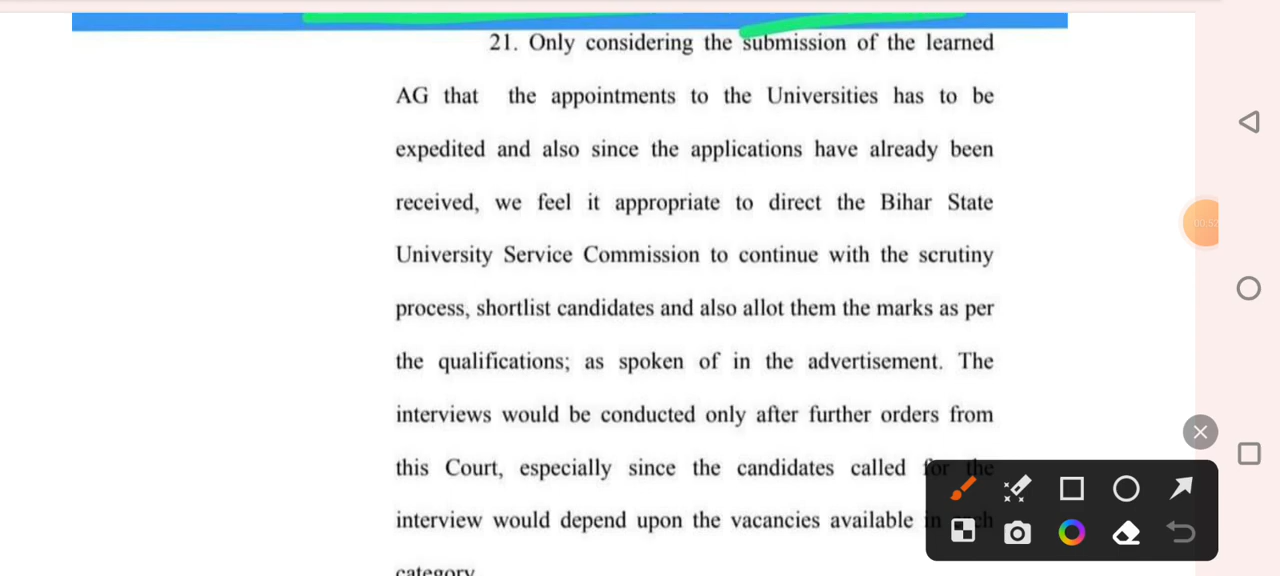 21. Only considering the submission of the learned
AG that the appointments to the Universities has to be
expedited and also since the applications have already been
received, we feel it appropriate to direct the Bihar State
University Service Commission to continue with the scrutiny
process, shortlist candidates and also allot them the marks as per
the qualifications; as spoken of in the advertisement. The
interviews would be conducted only after further orders from
this Court, especially since the candidates called for the
interview would depend upon the vacancies available in each
category